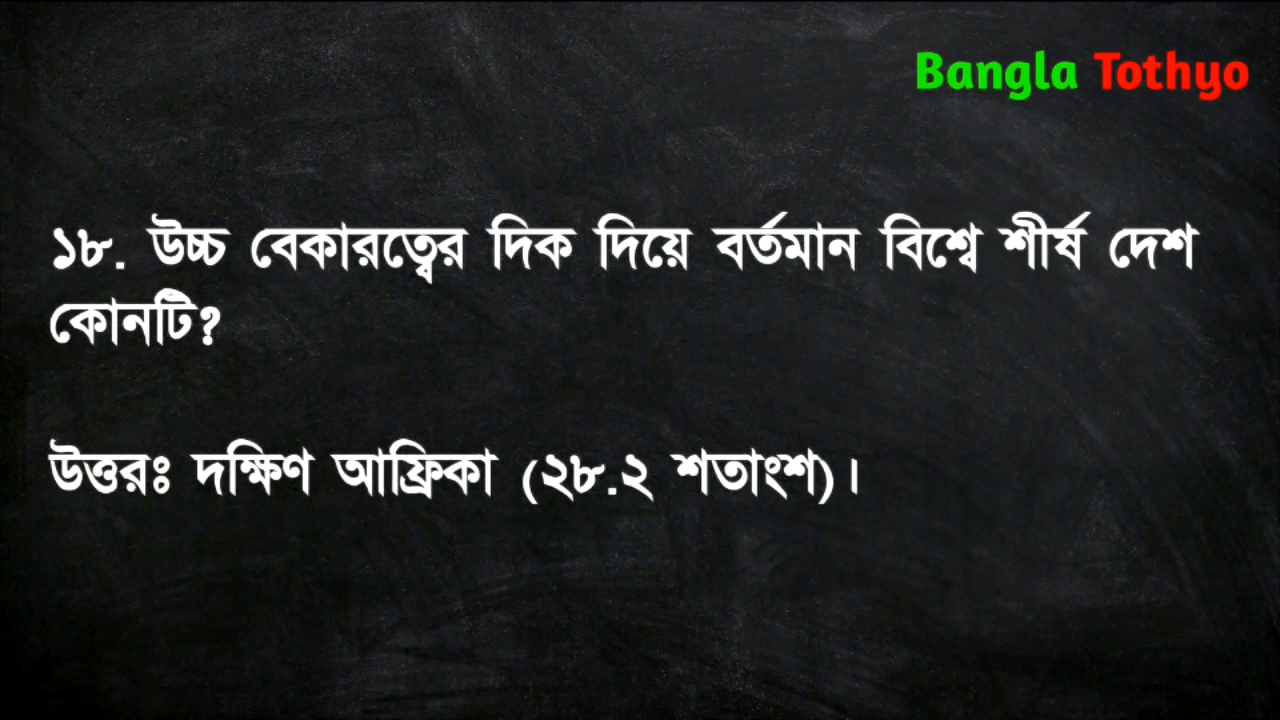 Bangla Tothyo
১৮. উচ্চ বেকারত্বের দিক দিয়ে বর্তমান বিশ্বে শীর্ষ দেশ
কোনটি?
উত্তরঃ দক্ষিণ আফ্রিকা (২৮.২ শতাংশ)।